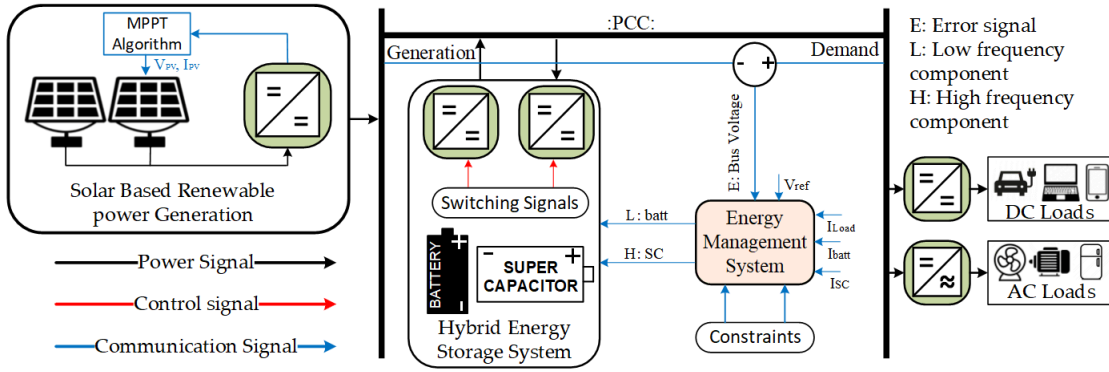 MPPT
Algorithm
VPV, IPV
Solar Based Renewable
power Generation
Power Signal
Control signal
Communication Signal
:PCC:
Generation
Demand
- +
E: Bus Voltage
Switching Signals
BATTERY
+
-
- +
SUPER
CAPACITOR
Hybrid Energy
Storage System
L: batt
H: SC
Vref
Energy
Management
System
ILoad
Ibatt
ISC
Constraints
E: Error signal
L: Low frequency
component
H: High frequency
component
DC Loads
AC Loads